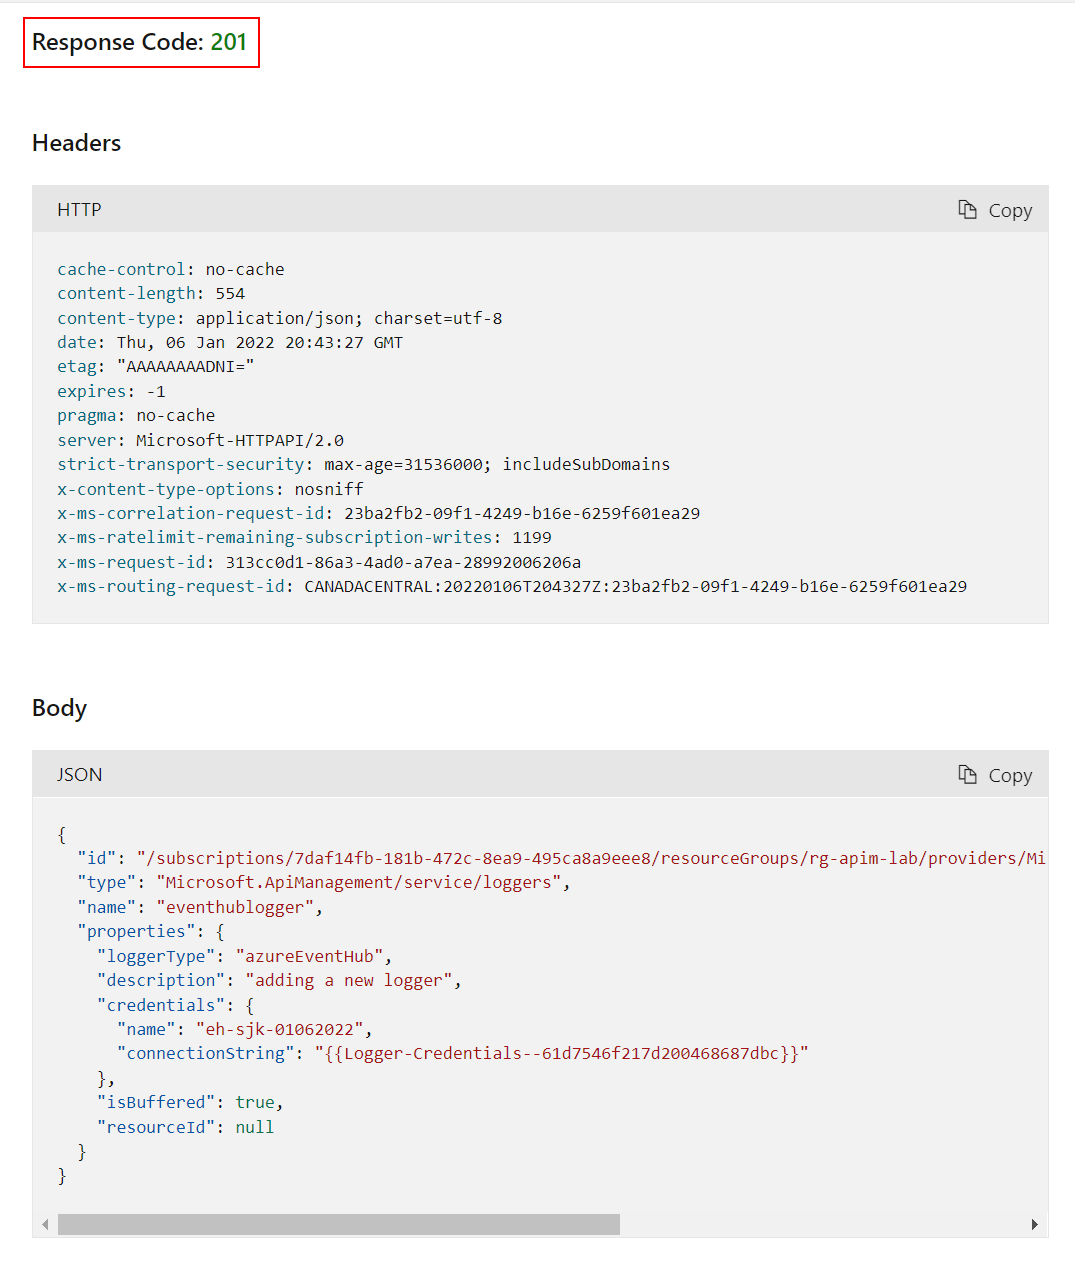 Response Code: 201
Headers
HTTP
Copy
cache-control: no-cache
content-length: 554
content-type: application/json; charset=utf-8
date: Thu, 06 Jan 2022 20:43:27 GMT
etag: "AAAAAAAADNI="
expires: -1
pragma: no-cache
server: Microsoft-HTTPAPI/2.0
strict-transport-security: max-age=31536000; includeSubDomains
x-content-type-options: nosniff
x-ms-correlation-request-id: 23ba2fb2-09f1-4249-b16e-6259f601ea29
x-ms-ratelimit-remaining-subscription-writes: 1199
x-ms-request-id: 313cc0d1-86a3-4ad0-a7ea-28992006206a
x-ms-routing-request-id: CANADACENTRAL:20220106T204327Z:23ba2fb2-09f1-4249-b16e-6259f601ea29
Body
JSON
Copy
{
  "id": "/subscriptions/7daf14fb-181b-472c-8ea9-495ca8a9eee8/resourceGroups/rg-apim-lab/providers/Mi
  "type": "Microsoft.ApiManagement/service/loggers",
  "name": "eventhublogger",
  "properties": {
    "loggerType": "azureEventHub",
    "description": "adding a new logger",
    "credentials": {
      "name": "eh-sjk-01062022",
      "connectionString": "{{Logger-Credentials--61d7546f217d200468687dbc}}"
    },
    "isBuffered": true,
    "resourceId": null
  }
}